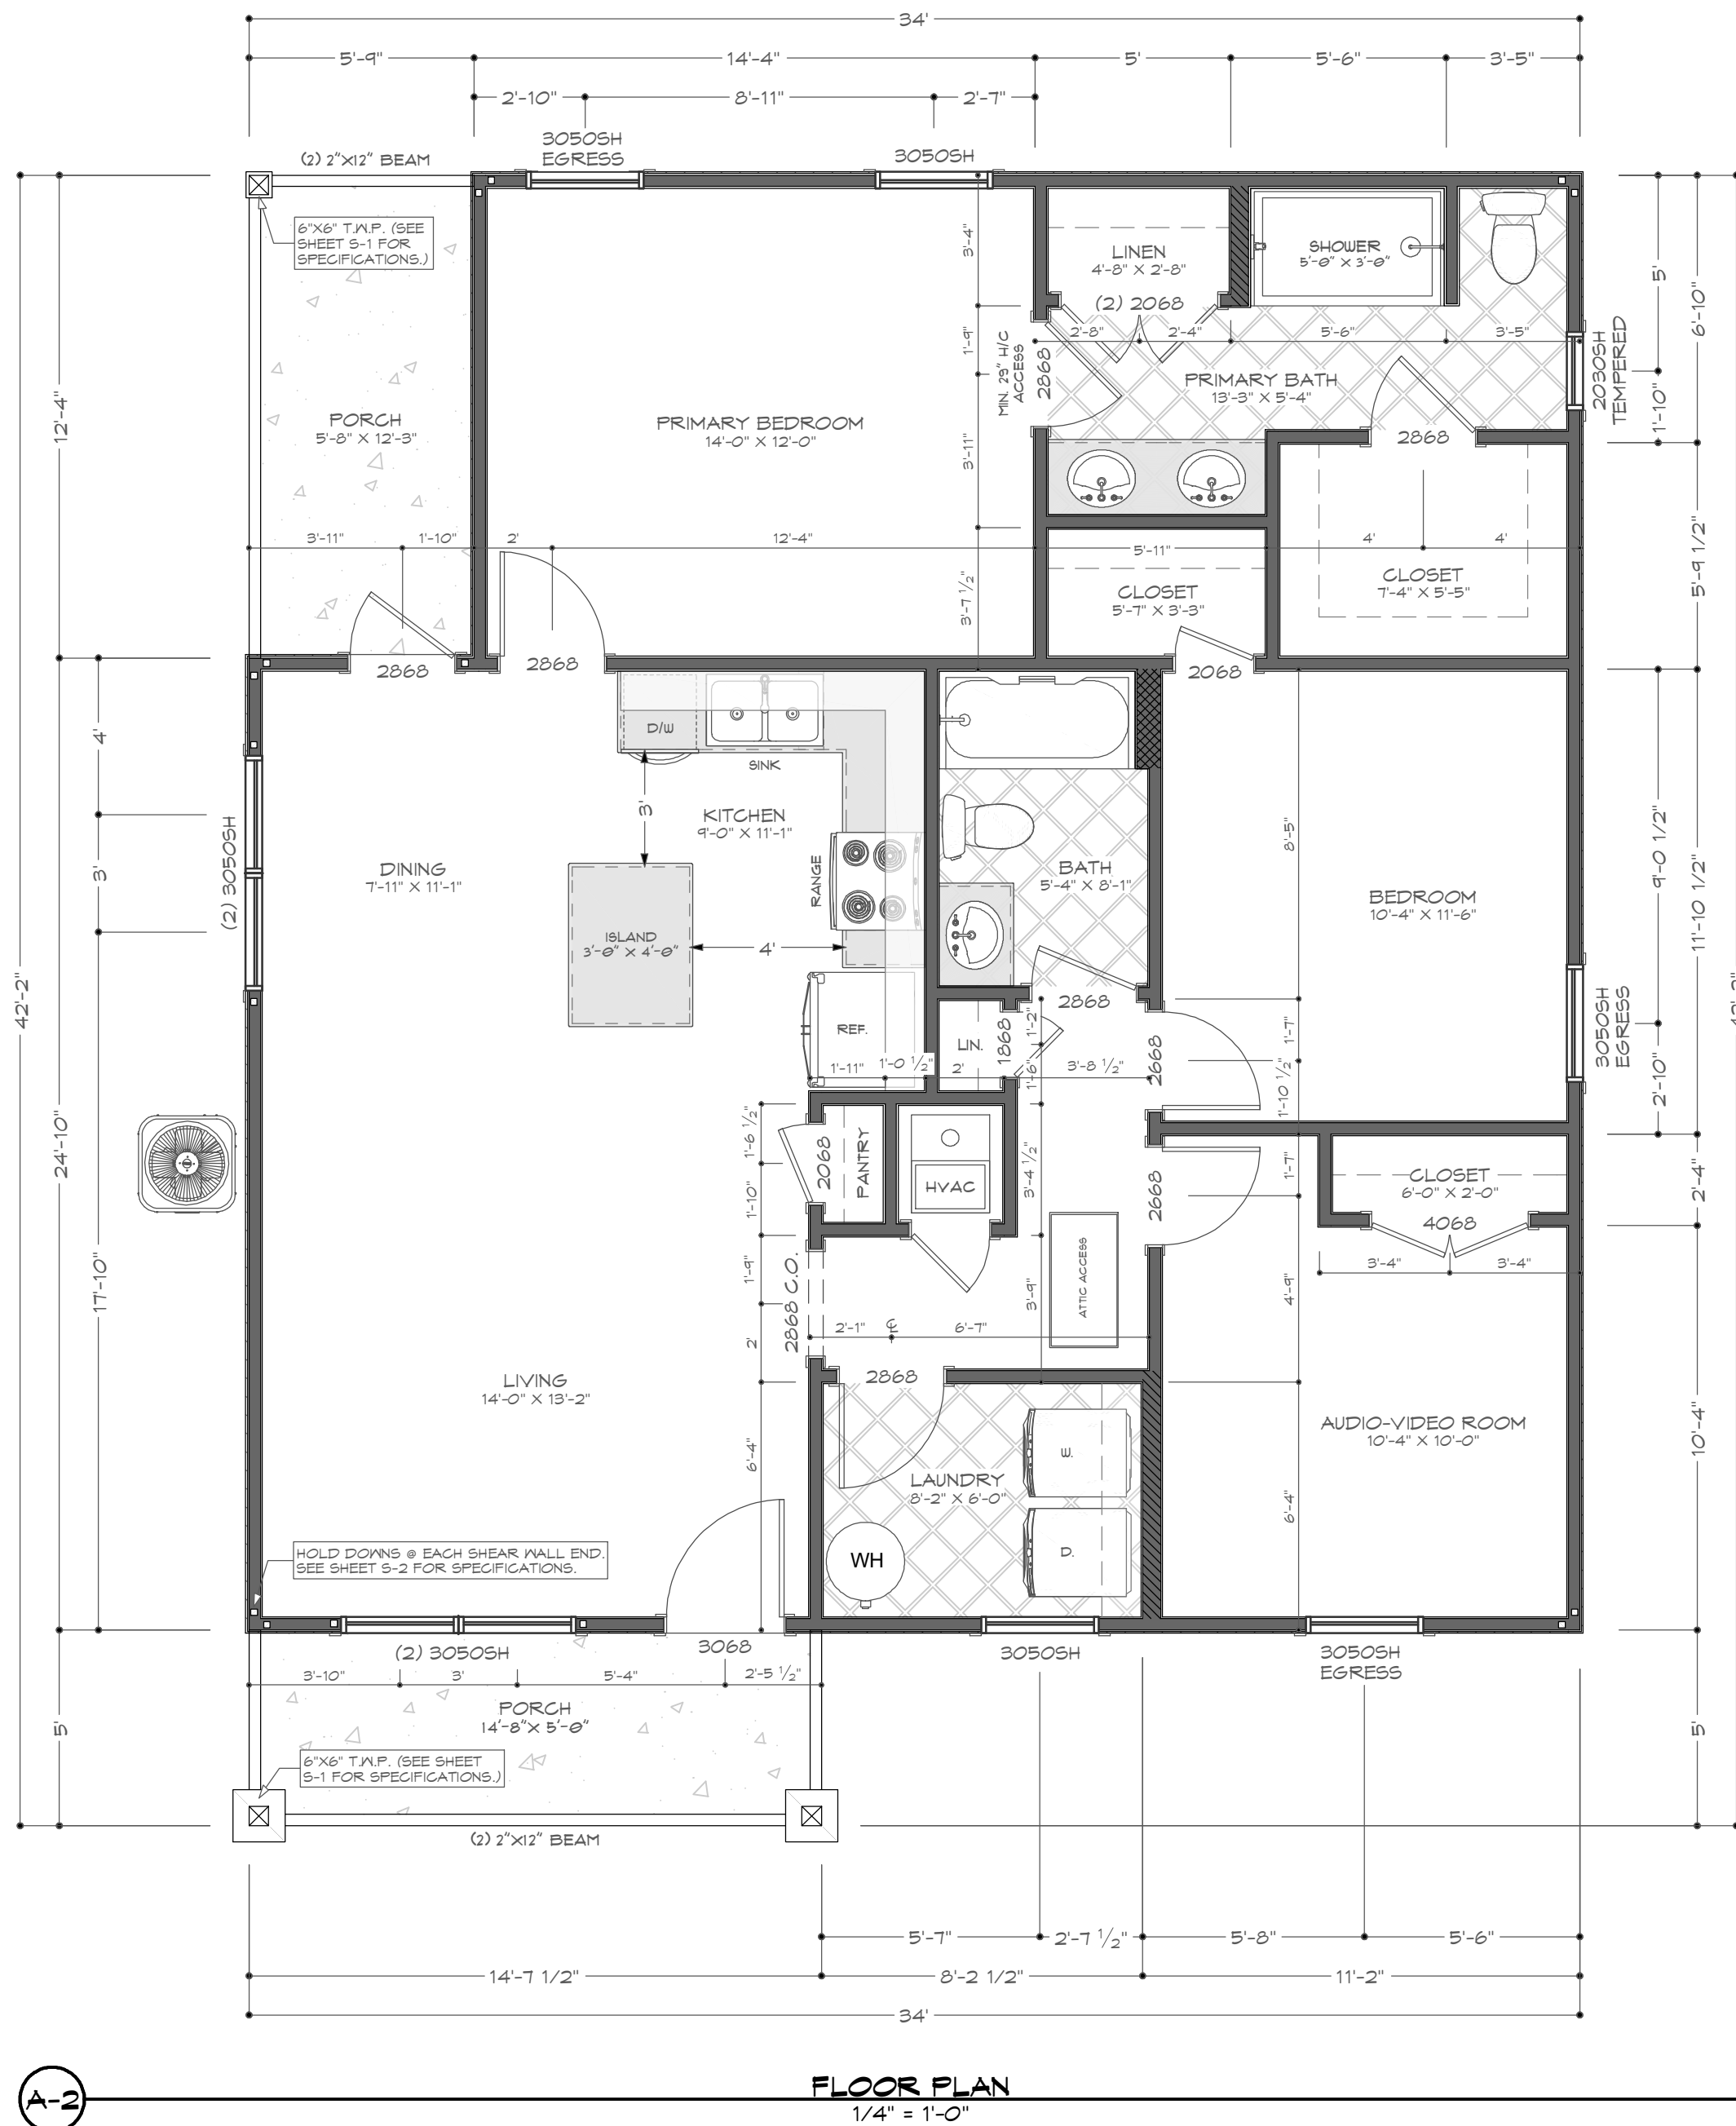 34'
5'-9"
14'-4"
5'
5'-6"
3'-5"
2'-10"
8'-11"
2'-7"
3050SH
EGRESS
3050SH
(2) 2"X12" BEAM
6"X6" T.W.P. (SEE
SHEET S-1 FOR
SPECIFICATIONS.)
PORCH
5'-8" X 12'-3"
PRIMARY BEDROOM
14'-0" X 12'-0"
3'-4"
1'-9"
3'-11"
3'-7 1/2"
LINEN
4'-8" X 2'-8"
(2) 2068
SHOWER
5'-0" X 3'-0"
2'-8"
2'-4"
5'-6"
3'-5"
MIN. 29" H/C
ACCESS
2868
PRIMARY BATH
13'-3" X 5'-4"
2868
2030SH
TEMPERED
5'
1'-10"
6'-10"
12'-4"
3'-11"
1'-10"
2'
12'-4"
5'-11"
4'
4'
CLOSET
5'-7" X 3'-3"
CLOSET
7'-4" X 5'-5"
5'-9 1/2"
2868
2868
2068
D/W
SINK
3'
KITCHEN
9'-0" X 11'-1"
RANGE
DINING
7'-11" X 11'-1"
ISLAND
3'-0" X 4'-0"
4'
REF.
1'-11"
1'-0 1/2"
2'
3'-8 1/2"
BATH
5'-4" X 8'-1"
2868
LIN.
1868
1'-2"
1'-6"
2668
8'-5"
1'-7"
1'-10 1/2"
BEDROOM
10'-4" X 11'-6"
3050SH
EGRESS
9'-0 1/2"
2'-10"
11'-10 1/2"
4'
3'
17'-10"
(2) 3050SH
24'-10"
42'-2"
42'-2"
1'-6 1/2"
1'-10"
1'-9"
2'
6'-4"
2068
PANTRY
HVAC
3'-4 1/2"
3'-9"
2668
1'-7"
4'-9"
6'-4"
CLOSET
6'-0" X 2'-0"
4068
3'-4"
3'-4"
2'-4"
10'-4"
2868 C.O.
ATTIC ACCESS
2'-1"
6'-7"
2868
LIVING
14'-0" X 13'-2"
LAUNDRY
8'-2" X 6'-0"
W.
D.
WH
AUDIO-VIDEO ROOM
10'-4" X 10'-0"
HOLD DOWNS @ EACH SHEAR WALL END.
SEE SHEET S-2 FOR SPECIFICATIONS.
(2) 3050SH
3068
3050SH
3050SH
EGRESS
3'-10"
3'
5'-4"
2'-5 1/2"
PORCH
14'-8" X 5'-0"
6"X6" T.W.P. (SEE SHEET
S-1 FOR SPECIFICATIONS.)
5'
5'
(2) 2"X12" BEAM
5'-7"
2'-7 1/2"
5'-8"
5'-6"
14'-7 1/2"
8'-2 1/2"
11'-2"
34'
A-2
FLOOR PLAN
1/4" = 1'-0"